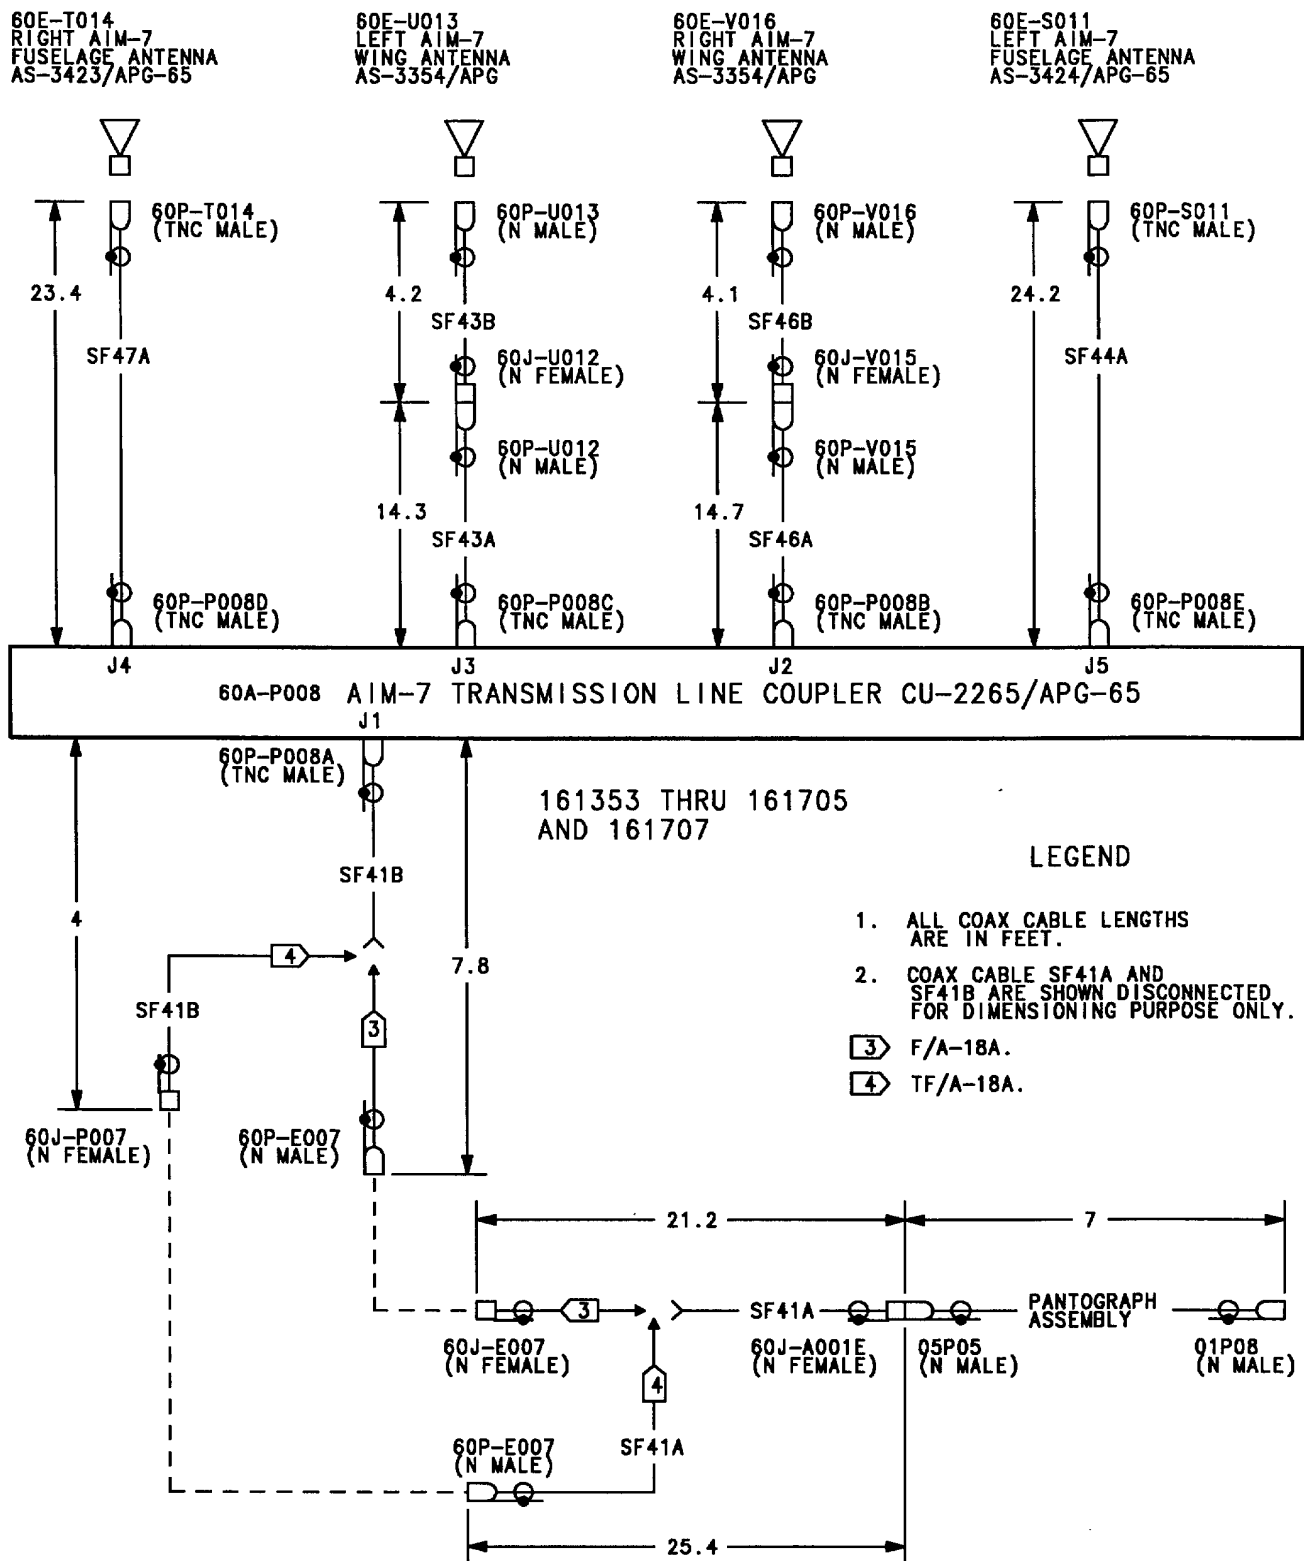 60E-T014
RIGHT AIM-7
FUSELAGE ANTENNA
AS-3423/APG-65
60E-U013
LEFT AIM-7
WING ANTENNA
AS-3354/APG
60E-V016
RIGHT AIM-7
WING ANTENNA
AS-3354/APG
60E-S011
LEFT AIM-7
FUSELAGE ANTENNA
AS-3424/APG-65
60P-T014
(TNC MALE)
60P-U013
(N MALE)
60P-V016
(N MALE)
60P-S011
(TNC MALE)
23.4
4.2
4.1
24.2
SF43B
SF46B
SF47A
60J-U012
(N FEMALE)
60J-V015
(N FEMALE)
SF44A
60P-U012
(N MALE)
60P-V015
(N MALE)
14.3
14.7
SF43A
SF46A
60P-P008D
(TNC MALE)
60P-P008C
(TNC MALE)
60P-P008B
(TNC MALE)
60P-P008E
(TNC MALE)
J4
J3
J2
J5
60A-P008 AIM-7 TRANSMISSION LINE COUPLER CU-2265/APG-65
J1
60P-P008A
(TNC MALE)
161353 THRU 161705
AND 161707
SF41B
4
7.8
4
SF41B
3
LEGEND
1. ALL COAX CABLE LENGTHS
ARE IN FEET.
2. COAX CABLE SF41A AND
SF41B ARE SHOWN DISCONNECTED
FOR DIMENSIONING PURPOSE ONLY.
3 F/A-18A.
4 TF/A-18A.
60J-P007
(N FEMALE)
60P-E007
(N MALE)
21.2
7
3
SF41A
PANTOGRAPH
ASSEMBLY
60J-E007
(N FEMALE)
60J-A001E
(N FEMALE)
05P05
(N MALE)
01P08
(N MALE)
4
60P-E007
(N MALE)
SF41A
25.4